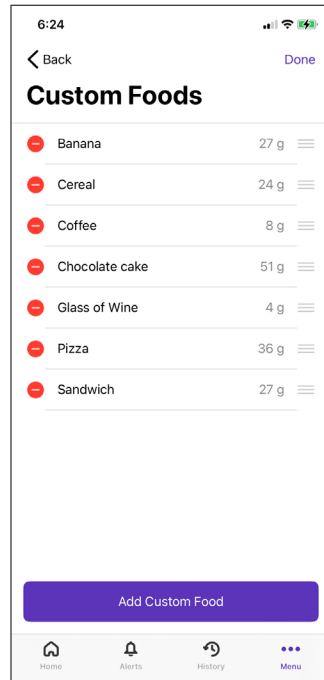 6:24
Back Done
Custom Foods
Banana 27 g
Cereal 24 g
Coffee 8 g
Chocolate cake 51 g
Glass of Wine 4 g
Pizza 36 g
Sandwich 27 g
Add Custom Food
Home Alerts History Menu